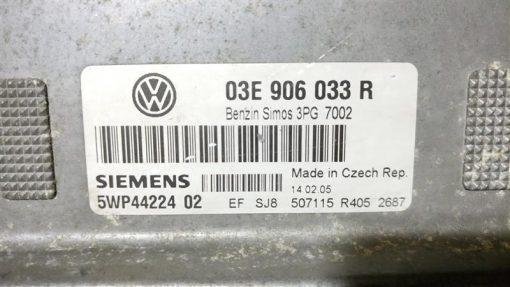 03E 906 033 R
Benzin Simos 3PG 7002
SIEMENS
Made in Czech Rep.
14.02.05
5WP44224 02 EF SJ8 507115 R405 2687